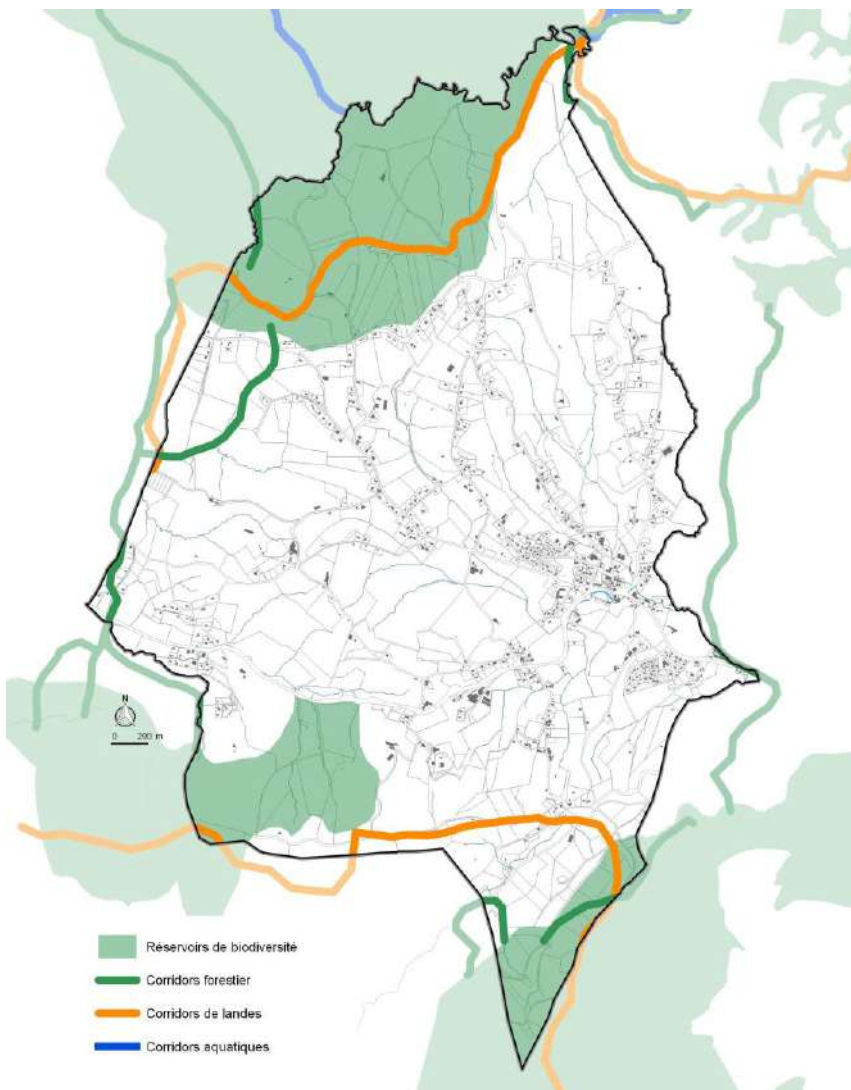 N
0 200 m
Réservoirs de biodiversité
Corridors forestier
Corridors de landes
Corridors aquatiques